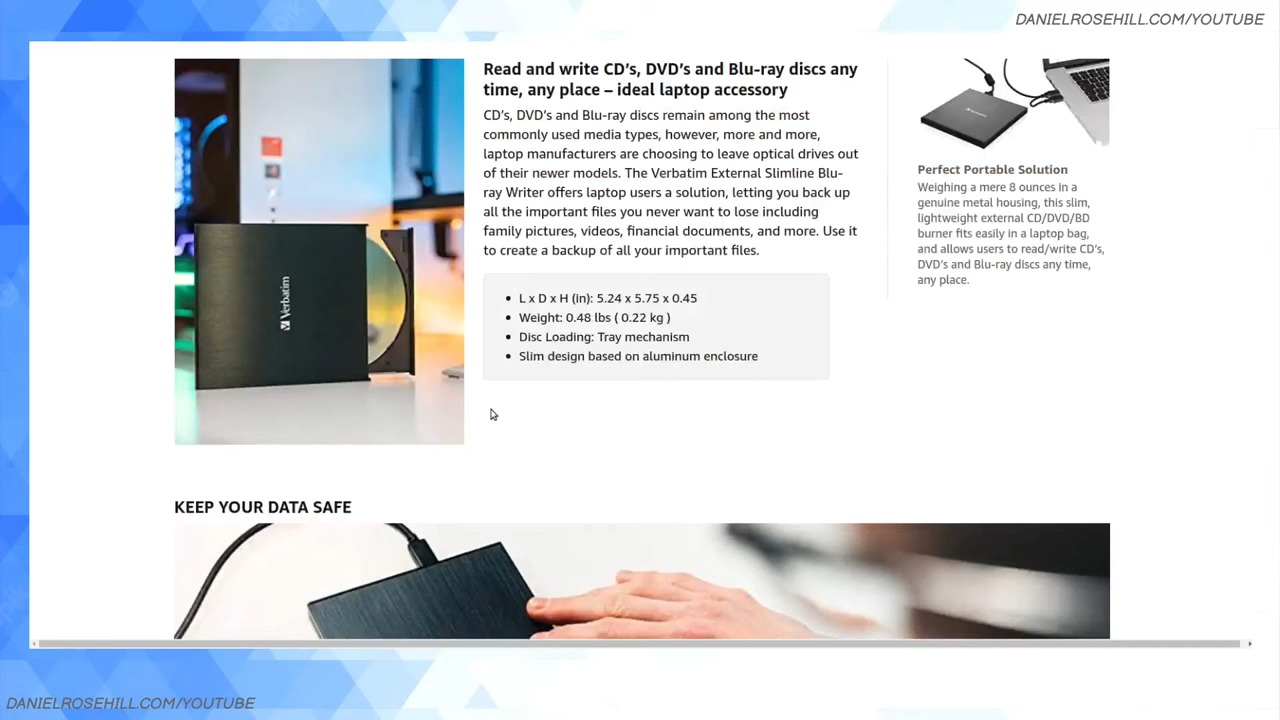 DANIELROSEHILL.COM/YOUTUBE
Verbatim
Read and write CD's, DVD's and Blu-ray discs any
time, any place – ideal laptop accessory
CD's, DVD's and Blu-ray discs remain among the most
commonly used media types, however, more and more,
laptop manufacturers are choosing to leave optical drives out
of their newer models. The Verbatim External Slimline Blu-
ray Writer offers laptop users a solution, letting you back up
all the important files you never want to lose including
family pictures, videos, financial documents, and more. Use it
to create a backup of all your important files.
• L x D x H (in): 5.24 x 5.75 x 0.45
• Weight: 0.48 lbs ( 0.22 kg )
• Disc Loading: Tray mechanism
• Slim design based on aluminum enclosure
Perfect Portable Solution
Weighing a mere 8 ounces in a
genuine metal housing, this slim,
lightweight external CD/DVD/BD
burner fits easily in a laptop bag,
and allows users to read/write CD's,
DVD's and Blu-ray discs any time,
any place.
KEEP YOUR DATA SAFE
DANIELROSEHILL.COM/YOUTUBE